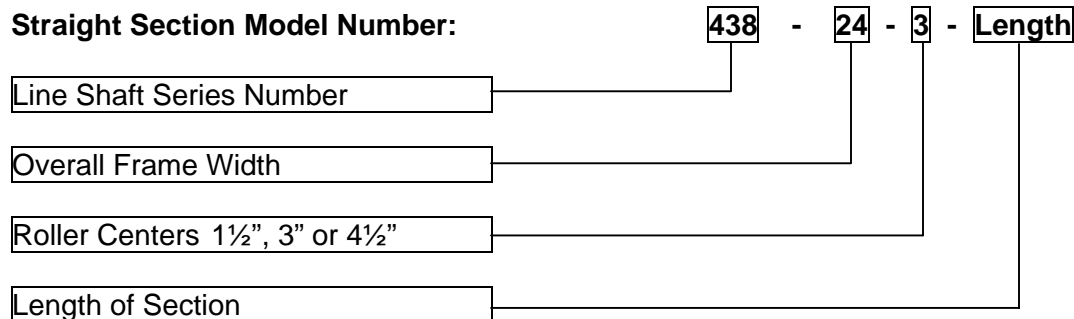 Straight Section Model Number: 438 - 24 - 3 - Length
Line Shaft Series Number
Overall Frame Width
Roller Centers 1½”, 3” or 4½”
Length of Section